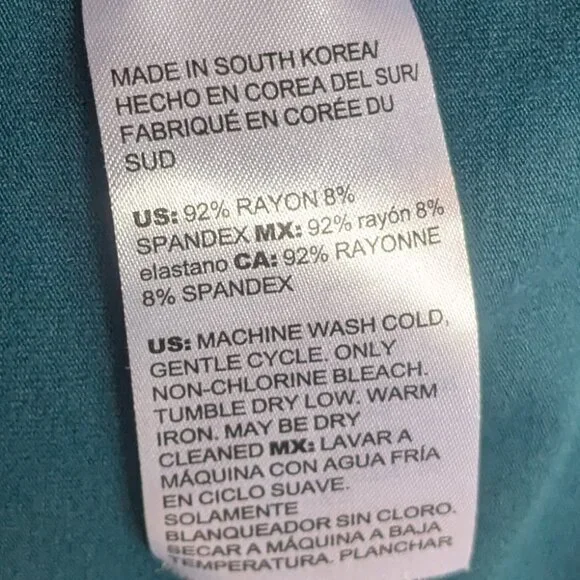 MADE IN SOUTH KOREA/
HECHO EN COREA DEL SUR/
FABRIQUÉ EN CORÉE DU
SUD
US: 92% RAYON 8%
SPANDEX MX: 92% rayón 8%
elastano CA: 92% RAYONNE
8% SPANDEX
US: MACHINE WASH COLD,
GENTLE CYCLE. ONLY
NON-CHLORINE BLEACH.
TUMBLE DRY LOW. WARM
IRON. MAY BE DRY
CLEANED MX: LAVAR A
MÁQUINA CON AGUA FRÍA
EN CICLO SUAVE.
SOLAMENTE
BLANQUEADOR SIN CLORO.
SECAR A MÁQUINA A BAJA
TEMPERATURA. PLANCHAR